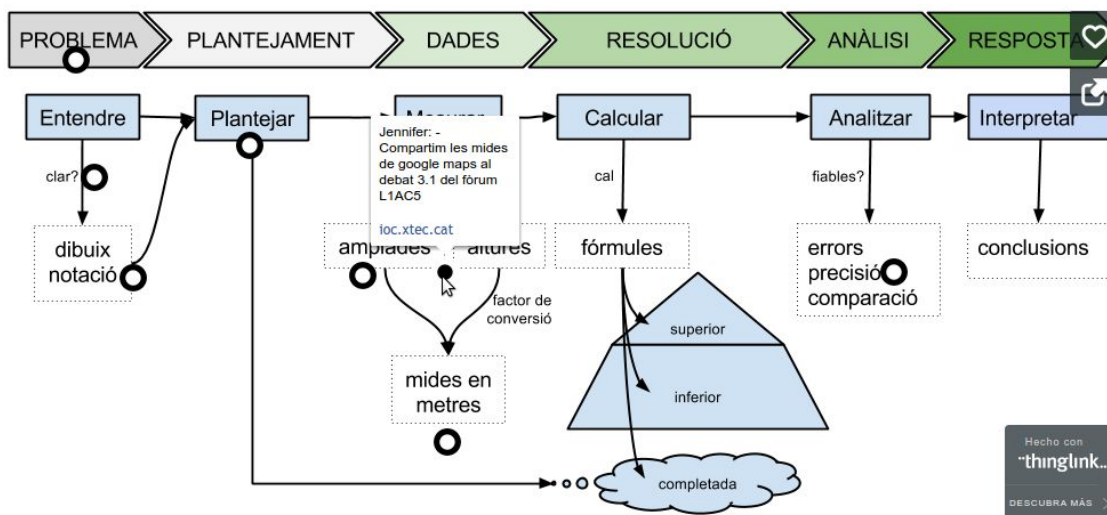 PROBLEMA
PLANTEJAMENT
DADES
RESOLUCIÓ
ANÀLISI
RESPOSTA
Entendre
Plantejar
Mesurar
Calcular
Analitzar
Interpretar
Jennifer: -
Compartim les mides
de google maps al
debat 3.1 del fòrum
L1AC5
ioc.xtec.cat
clar?
cal
fiables?
dibuix
notació
amplades
altures
fórmules
errors
precisió
comparació
conclusions
factor de
conversió
superior
mides en
metres
inferior
completada
Hecho con
thinglink..
DESCUBRA MÁS